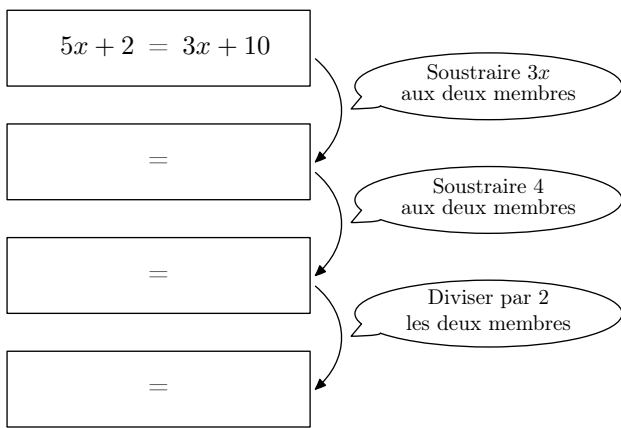 5x + 2 = 3x + 10
Soustraire 3x
aux deux membres
=
Soustraire 4
aux deux membres
=
Diviser par 2
les deux membres
=